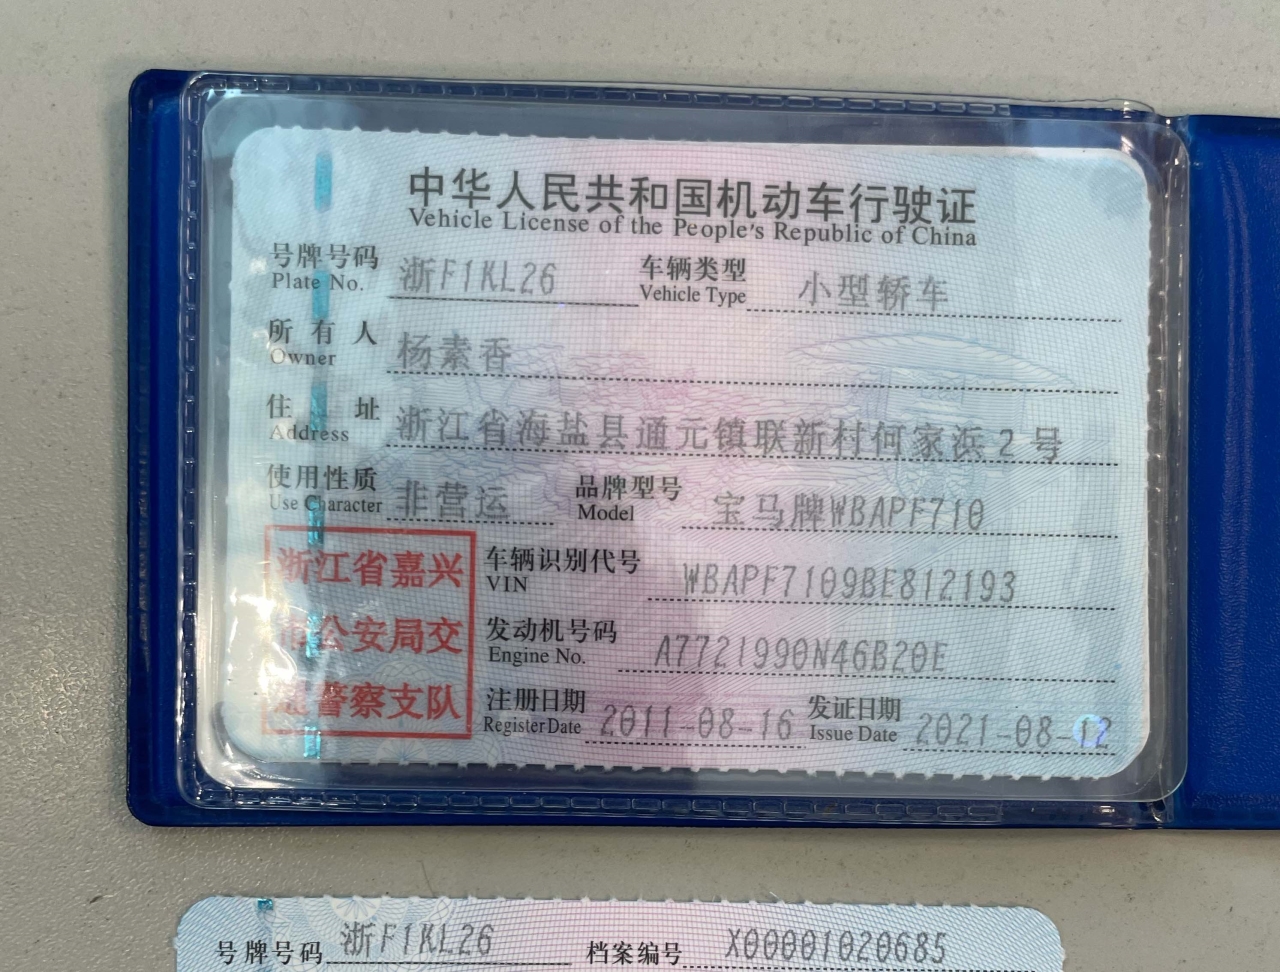 中华人民共和国机动车行驶证
Vehicle License of the People's Republic of China
号牌号码 浙F1KL26 车辆类型 小型轿车
Plate No. Vehicle Type
所有人 杨素香
Owner
住址 浙江省海盐县通元镇联新村何家浜2号
Address
使用性质 非营运 品牌型号 宝马牌WBAPF710
Use Character Model
浙江省嘉兴
市公安局交
通警察支队
车辆识别代号 WBAPF7109BE812193
VIN
发动机号码 A7721990N46B20E
Engine No.
注册日期 2011-08-16 发证日期 2021-08-12
Register Date Issue Date
号牌号码 浙F1KL26 档案编号 X00001020685